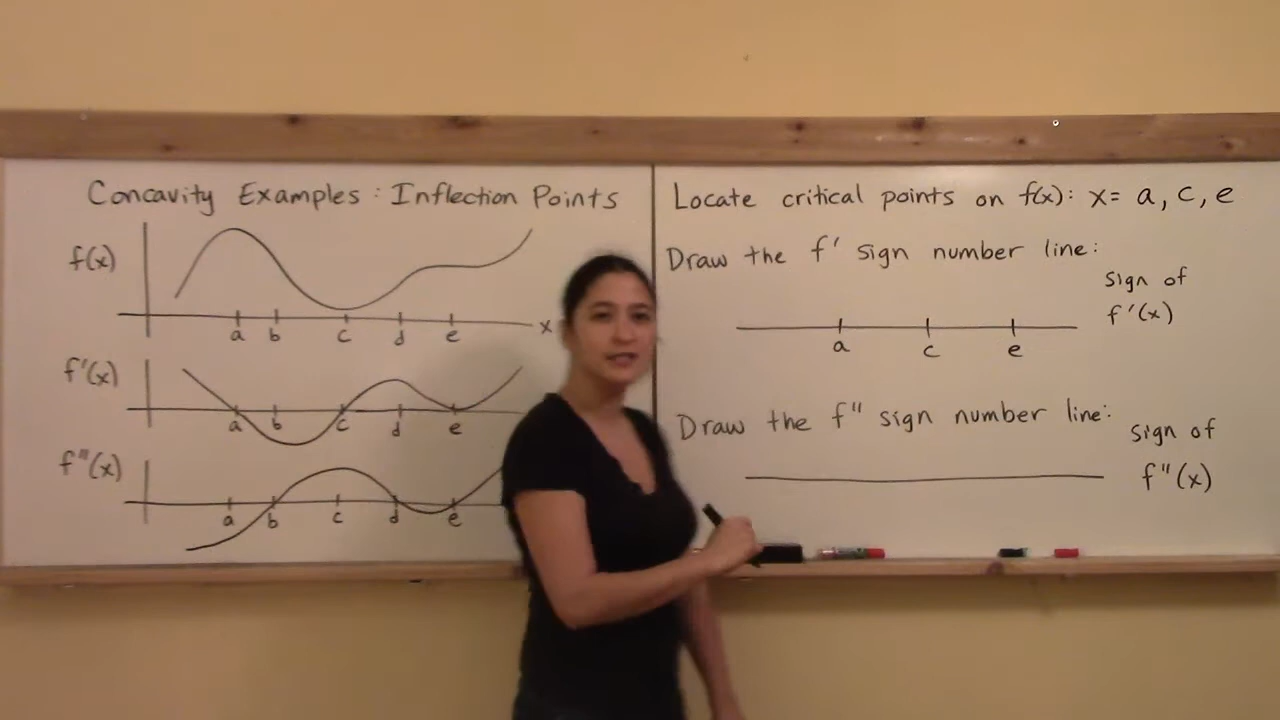 Concavity Examples: Inflection Points
f(x)
a b c d e x
f'(x)
a b c d e
f"(x)
a b c d e
Locate critical points on f(x): x= a, c, e
Draw the f' sign number line:
sign of
f'(x)
a c e
Draw the f" sign number line:
sign of
f"(x)